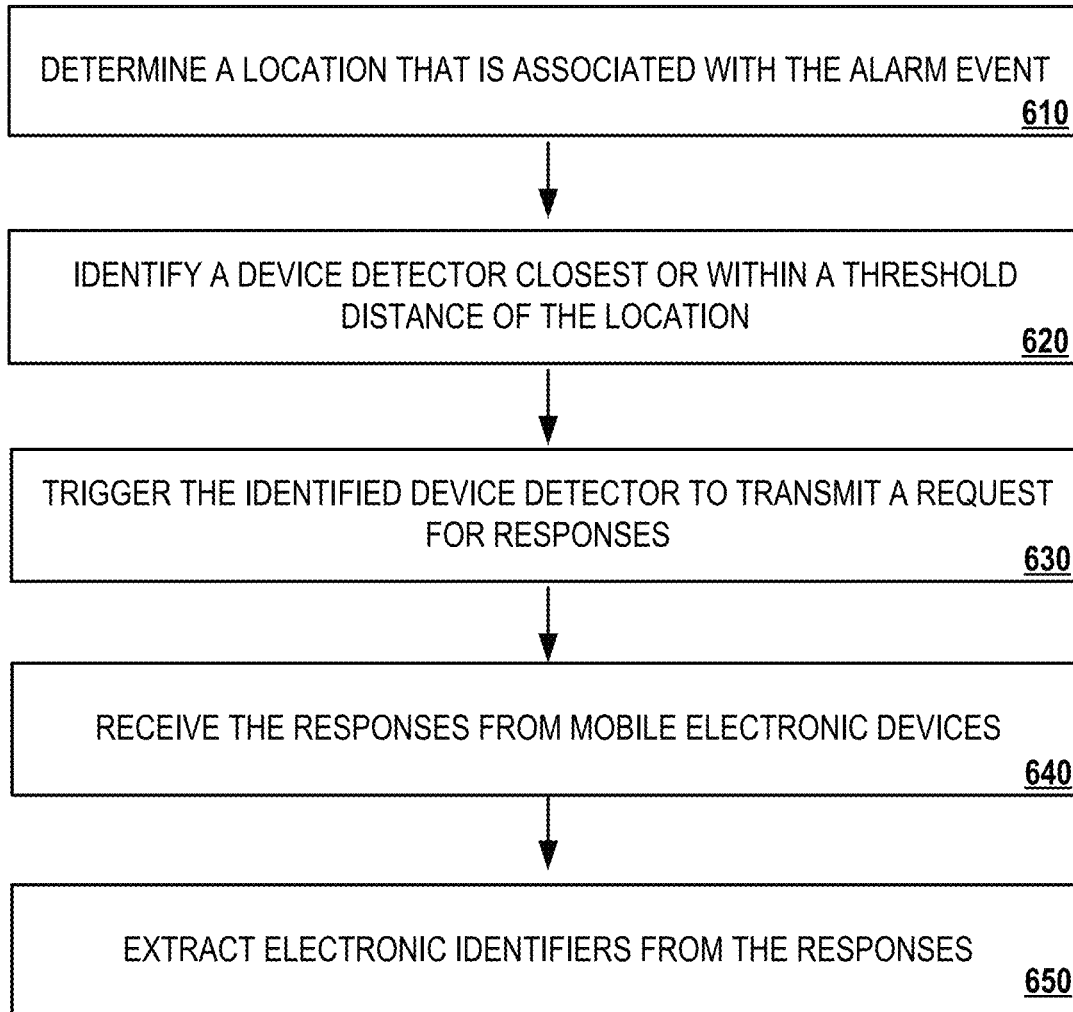 DETERMINE A LOCATION THAT IS ASSOCIATED WITH THE ALARM EVENT
610
IDENTIFY A DEVICE DETECTOR CLOSEST OR WITHIN A THRESHOLD
DISTANCE OF THE LOCATION
620
TRIGGER THE IDENTIFIED DEVICE DETECTOR TO TRANSMIT A REQUEST
FOR RESPONSES
630
RECEIVE THE RESPONSES FROM MOBILE ELECTRONIC DEVICES
640
EXTRACT ELECTRONIC IDENTIFIERS FROM THE RESPONSES
650